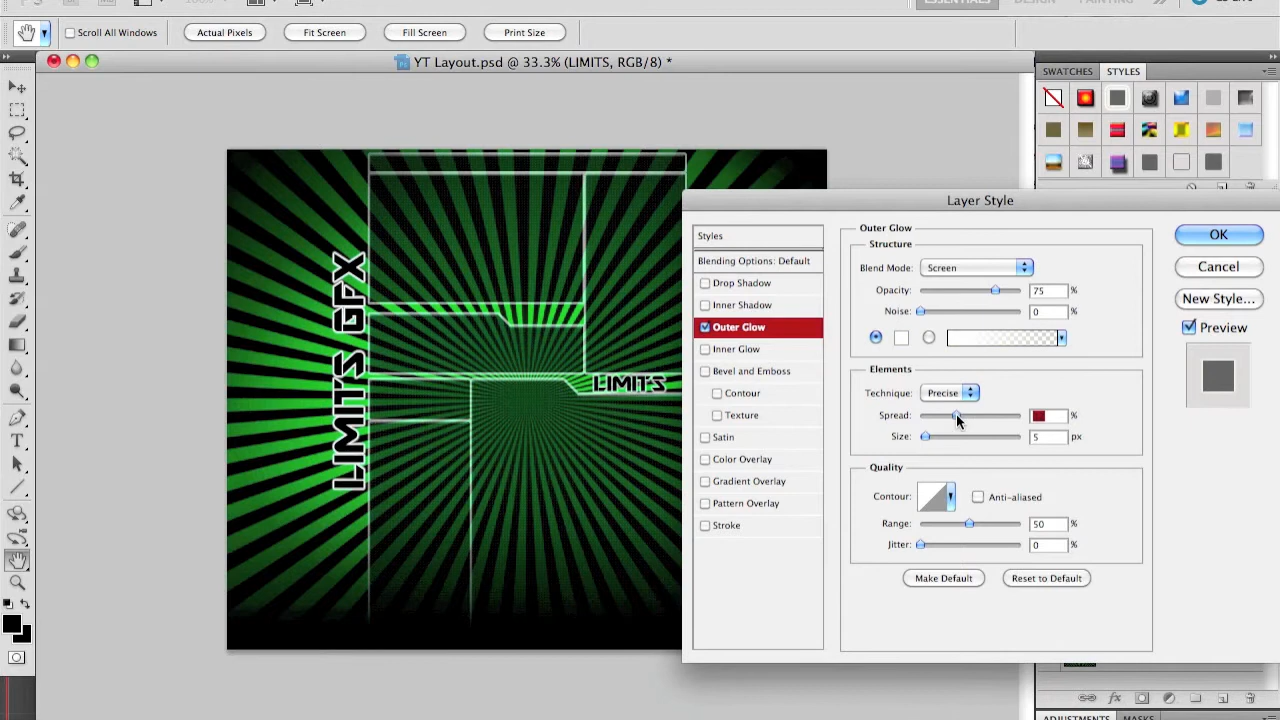 Scroll All Windows
Actual Pixels
Fit Screen
Fill Screen
Print Size
YT Layout.psd @ 33.3% (LIMITS, RGB/8) *
SWATCHES
STYLES
LIMITS GFX
LIMITS
Layer Style
Styles
Blending Options: Default
Drop Shadow
Inner Shadow
Outer Glow
Inner Glow
Bevel and Emboss
Contour
Texture
Satin
Color Overlay
Gradient Overlay
Pattern Overlay
Stroke
Outer Glow
Structure
Blend Mode: Screen
Opacity: 75 %
Noise: 0 %
Elements
Technique: Precise
Spread: %
Size: 5 px
Quality
Contour: Anti-aliased
Range: 50 %
Jitter: 0 %
Make Default
Reset to Default
OK
Cancel
New Style...
Preview
fx